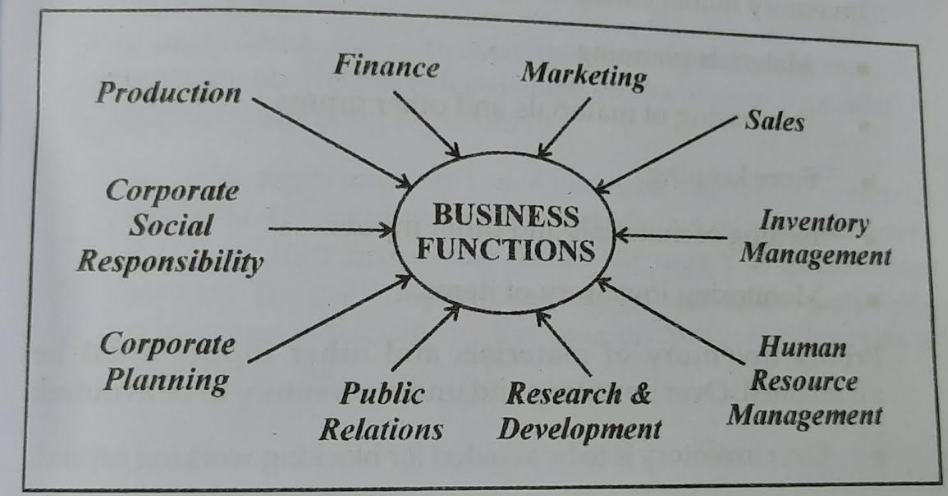 Finance
Marketing
Production
Sales
Corporate
Social
Responsibility
BUSINESS
FUNCTIONS
Inventory
Management
Corporate
Planning
Public
Relations
Research &
Development
Human
Resource
Management